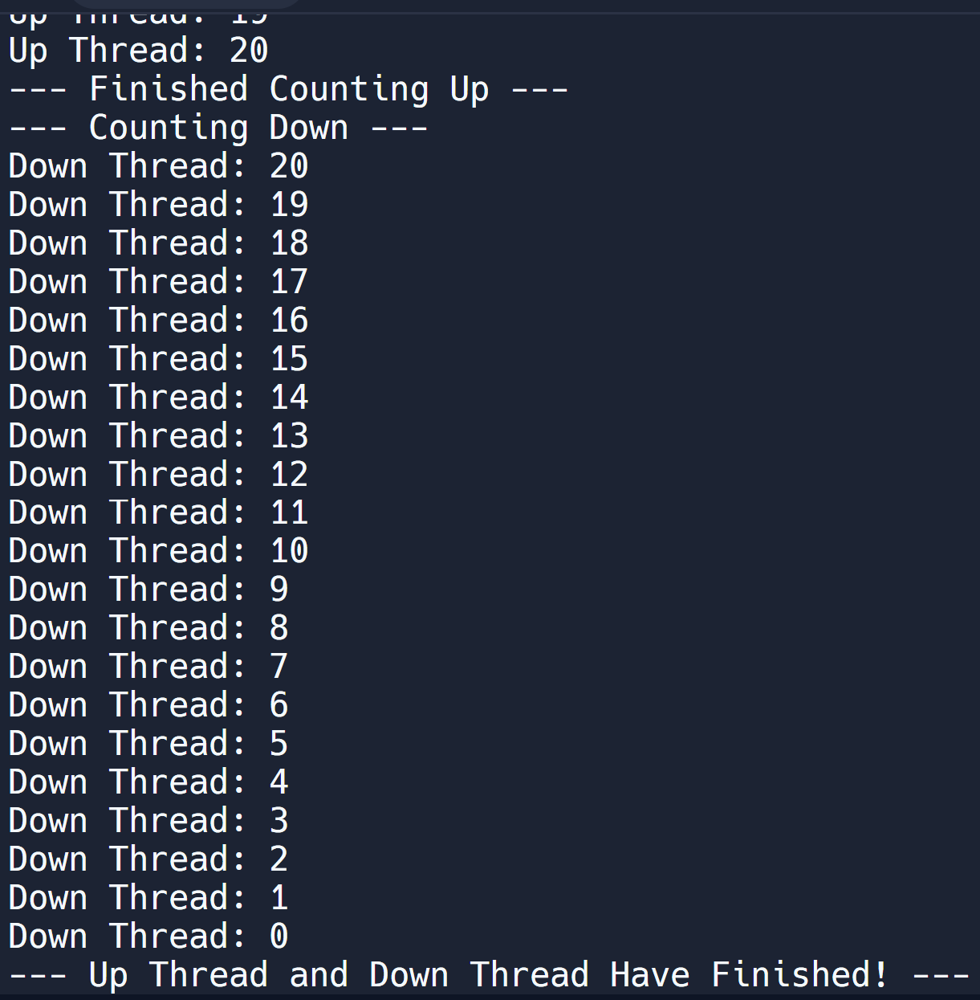 Up Thread: 19
Up Thread: 20
--- Finished Counting Up ---
--- Counting Down ---
Down Thread: 20
Down Thread: 19
Down Thread: 18
Down Thread: 17
Down Thread: 16
Down Thread: 15
Down Thread: 14
Down Thread: 13
Down Thread: 12
Down Thread: 11
Down Thread: 10
Down Thread: 9
Down Thread: 8
Down Thread: 7
Down Thread: 6
Down Thread: 5
Down Thread: 4
Down Thread: 3
Down Thread: 2
Down Thread: 1
Down Thread: 0
--- Up Thread and Down Thread Have Finished! ---